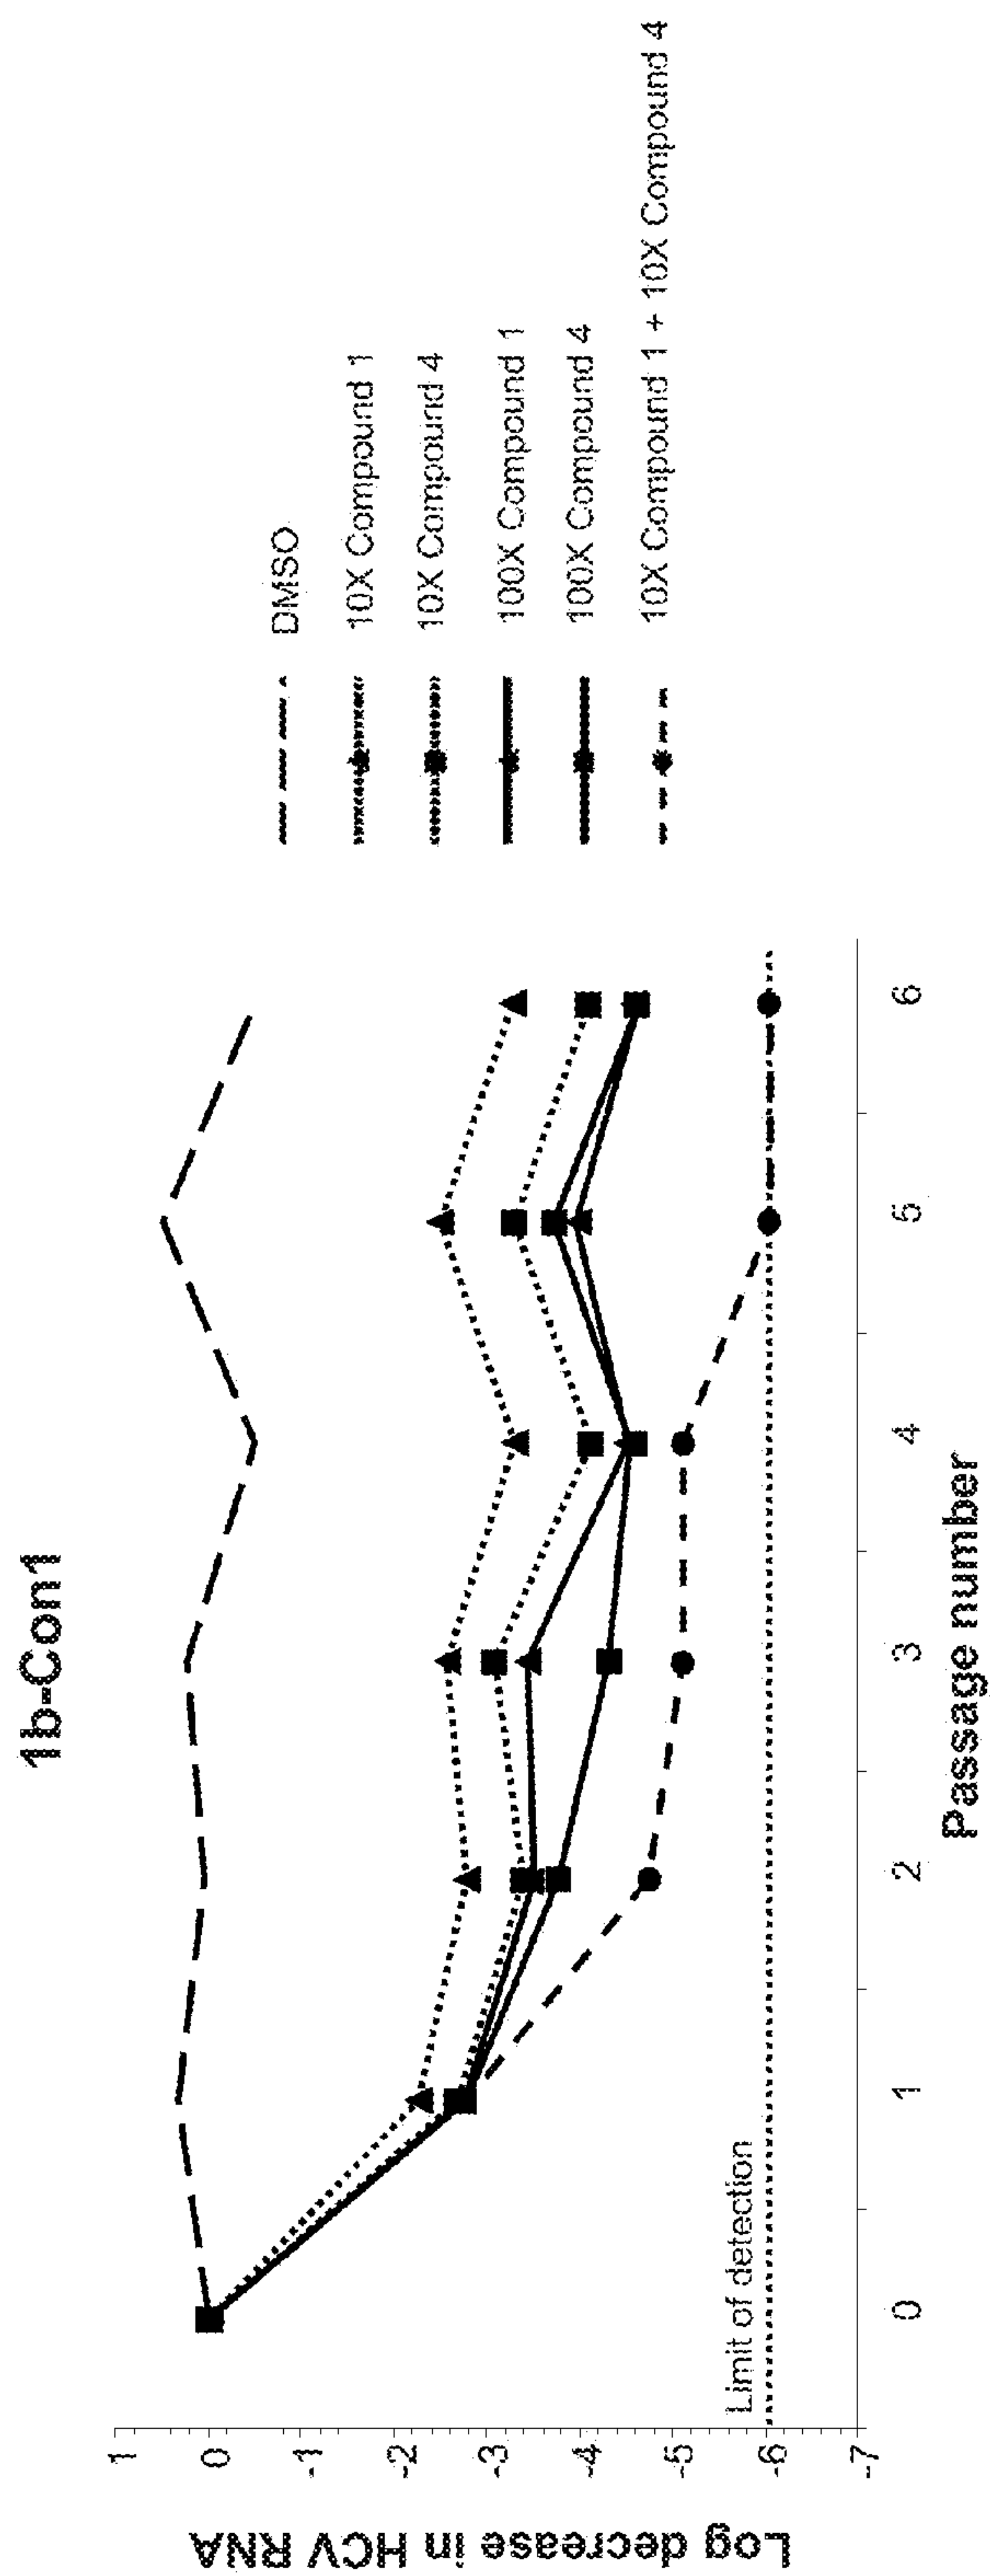 1b-Con1
Log decrease in HCV RNA
1
0
-1
-2
-3
-4
-5
-6
-7
Limit of detection
0 1 2 3 4 5 6
Passage number
DMSO
10X Compound 1
10X Compound 4
100X Compound 1
100X Compound 4
10X Compound 1 + 10X Compound 4